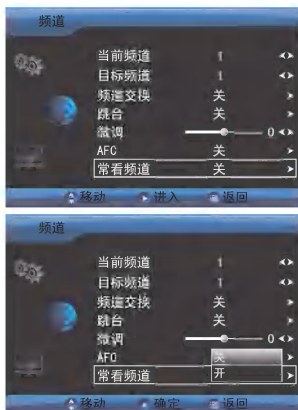 频道
当前频道 1
目标频道 1
频道交换 关
跳台 关
微调 0
AFC 关
常看频道 关
移动 进入 返回
频道
当前频道 1
目标频道 1
频道交换 关
跳台 关
微调 0
AFC 关
常看频道 开
移动 确定 返回